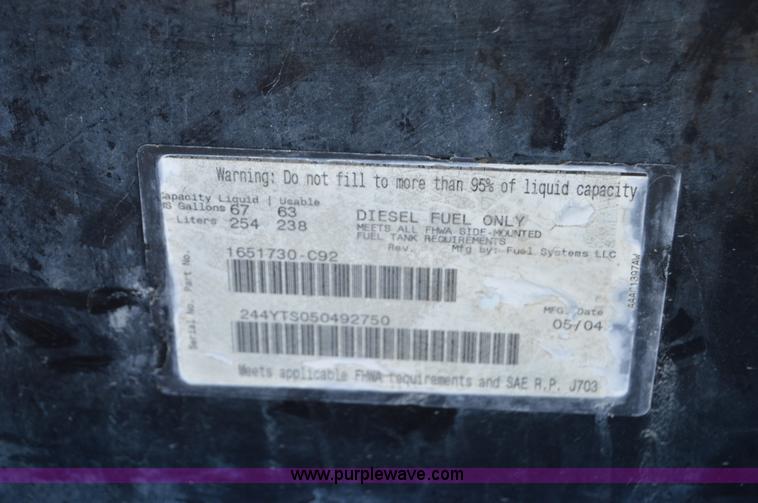 Warning: Do not fill to more than 95% of liquid capacity
Capacity Liquid | Usable
US Gallons 67 63
Liters 254 238
DIESEL FUEL ONLY
MEETS ALL FHWA SIDE-MOUNTED
FUEL TANK REQUIREMENTS
Rev. Mfg by: Fuel Systems LLC
Part No.
1651730-C92
MFG. Date
05/04
Serial No.
244YTS050492750
Meets applicable FHWA requirements and SAE R.P. J703
www.purplewave.com